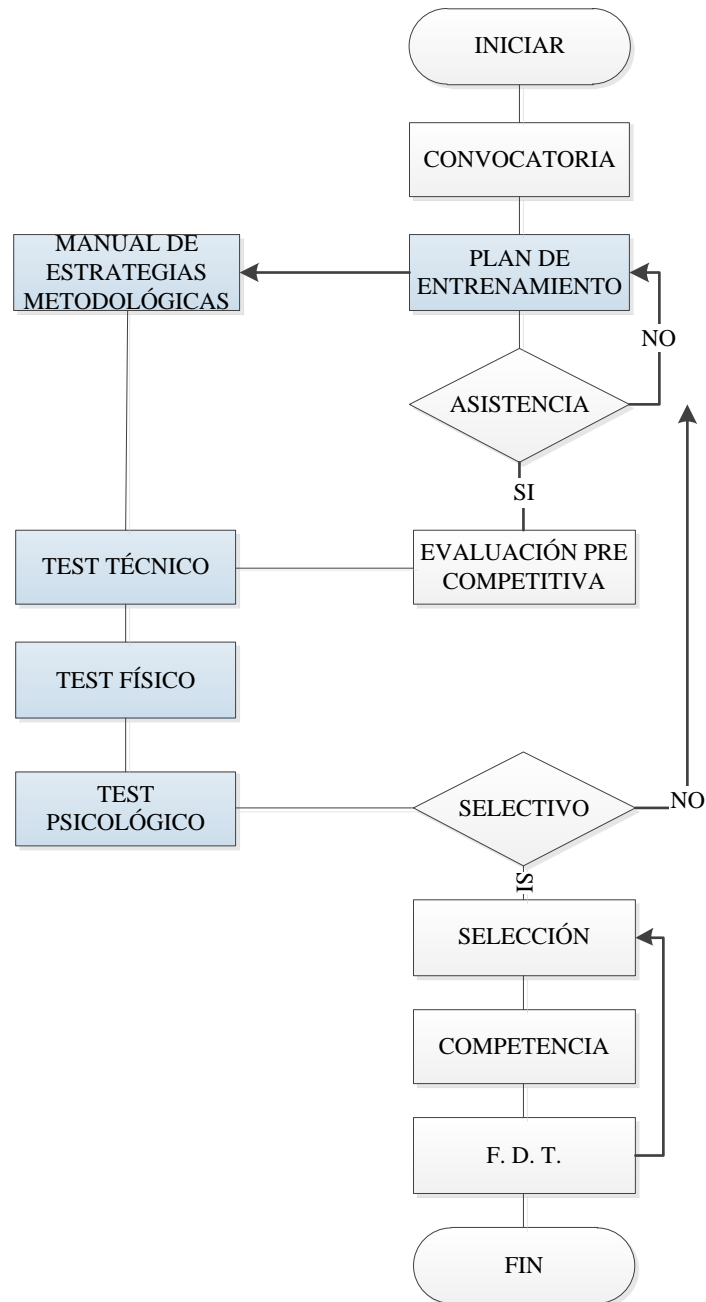 INICIAR
CONVOCATORIA
MANUAL DE
ESTRATEGIAS
METODOLÓGICAS
PLAN DE
ENTRENAMIENTO
NO
ASISTENCIA
SI
TEST TÉCNICO
EVALUACIÓN PRE
COMPETITIVA
TEST FÍSICO
TEST
PSICOLÓGICO
SELECTIVO
NO
SI
SELECCIÓN
COMPETENCIA
F. D. T.
FIN